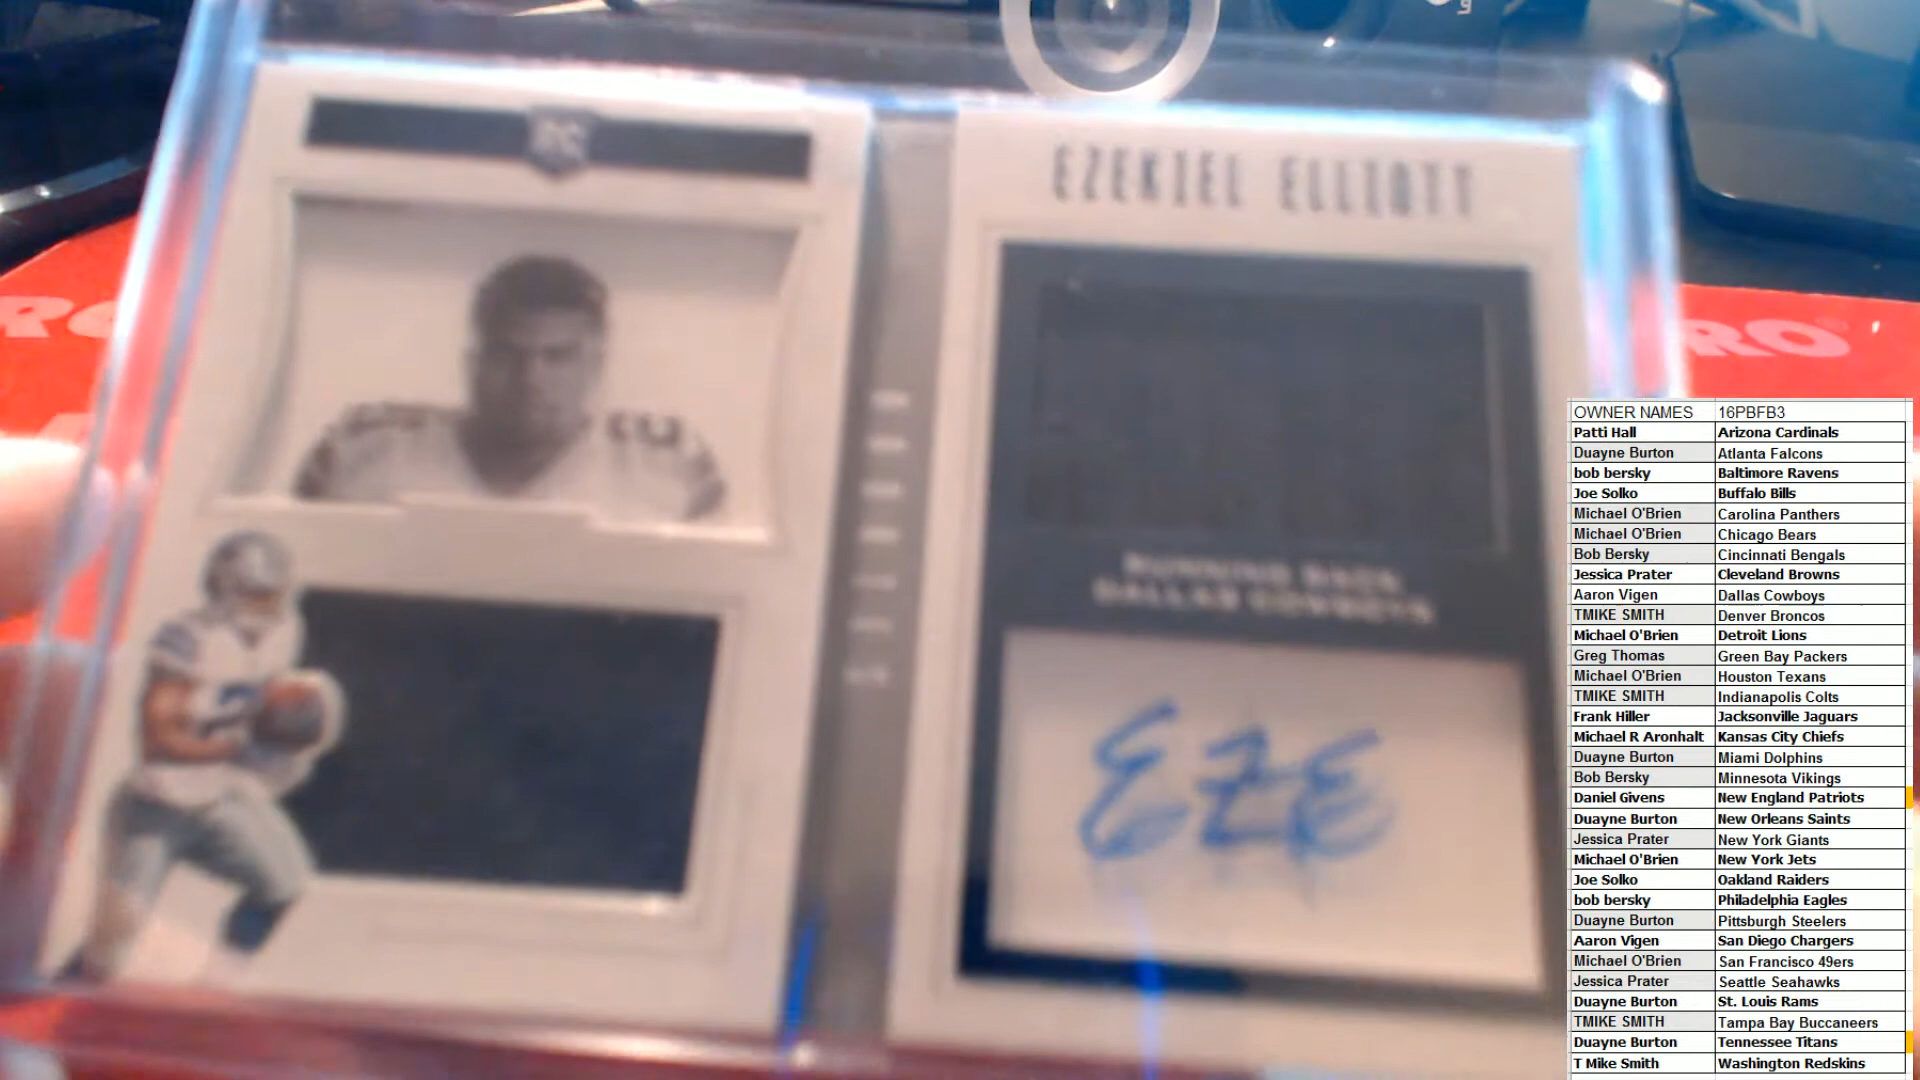 RC
EZEKIEL ELLIOTT
RUNNING BACK
DALLAS COWBOYS
EZE
RO
RO®
OWNER NAMES 16PBFB3
Patti Hall Arizona Cardinals
Duayne Burton Atlanta Falcons
bob bersky Baltimore Ravens
Joe Solko Buffalo Bills
Michael O'Brien Carolina Panthers
Michael O'Brien Chicago Bears
Bob Bersky Cincinnati Bengals
Jessica Prater Cleveland Browns
Aaron Vigen Dallas Cowboys
TMIKE SMITH Denver Broncos
Michael O'Brien Detroit Lions
Greg Thomas Green Bay Packers
Michael O'Brien Houston Texans
TMIKE SMITH Indianapolis Colts
Frank Hiller Jacksonville Jaguars
Michael R Aronhalt Kansas City Chiefs
Duayne Burton Miami Dolphins
Bob Bersky Minnesota Vikings
Daniel Givens New England Patriots
Duayne Burton New Orleans Saints
Jessica Prater New York Giants
Michael O'Brien New York Jets
Joe Solko Oakland Raiders
bob bersky Philadelphia Eagles
Duayne Burton Pittsburgh Steelers
Aaron Vigen San Diego Chargers
Michael O'Brien San Francisco 49ers
Jessica Prater Seattle Seahawks
Duayne Burton St. Louis Rams
TMIKE SMITH Tampa Bay Buccaneers
Duayne Burton Tennessee Titans
T Mike Smith Washington Redskins